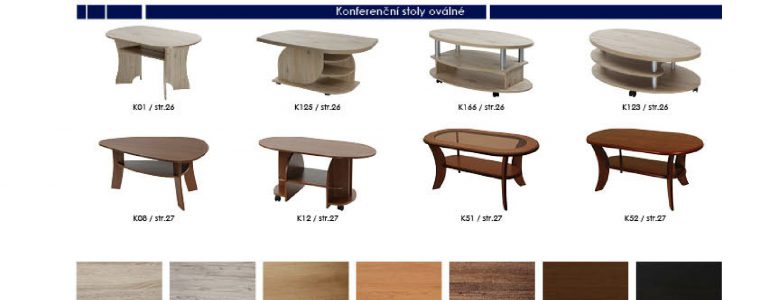 Konferenční stoly oválné
K01 / str.26
K125 / str.26
K166 / str.26
K123 / str.26
K08 / str.27
K12 / str.27
K51 / str.27
K52 / str.27